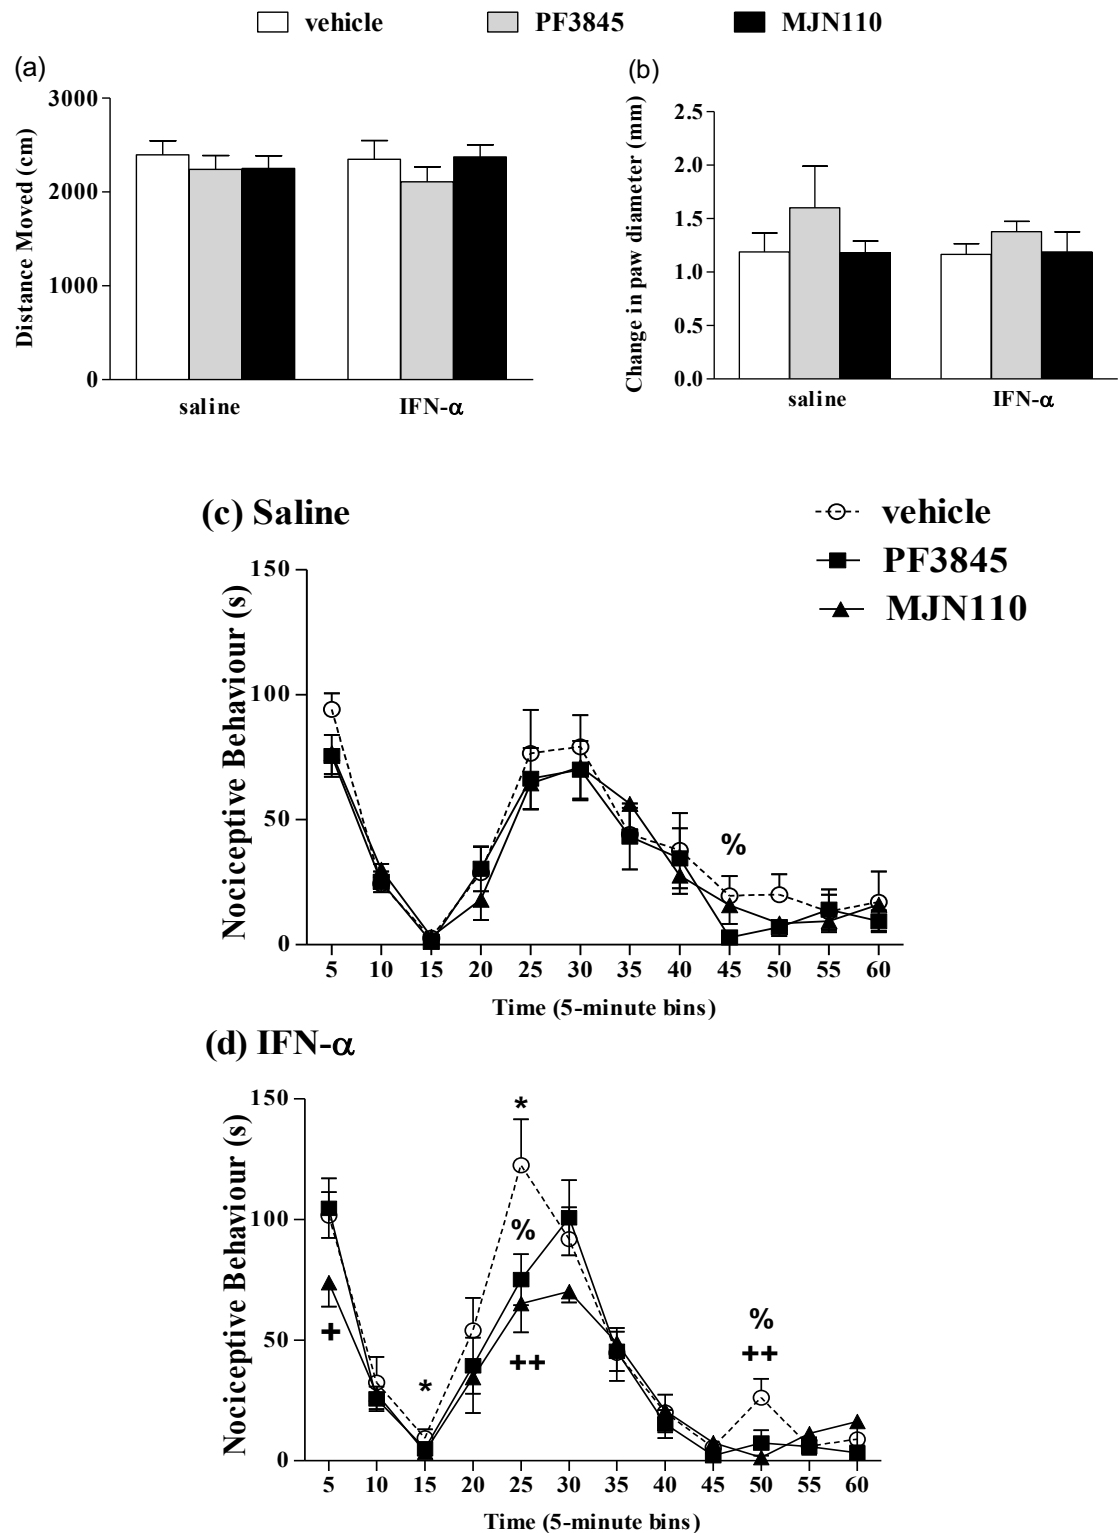 vehicle PF3845 MJN110
(a)
Distance Moved (cm)
3000
2000
1000
0
saline IFN-α
(b)
Change in paw diameter (mm)
2.5
2.0
1.5
1.0
0.5
0.0
saline IFN-α
(c) Saline
vehicle
PF3845
MJN110
Nociceptive Behaviour (s)
150
100
50
0
%
5 10 15 20 25 30 35 40 45 50 55 60
Time (5-minute bins)
(d) IFN-α
Nociceptive Behaviour (s)
150
100
50
0
*
%
%
+
++
++
*
5 10 15 20 25 30 35 40 45 50 55 60
Time (5-minute bins)